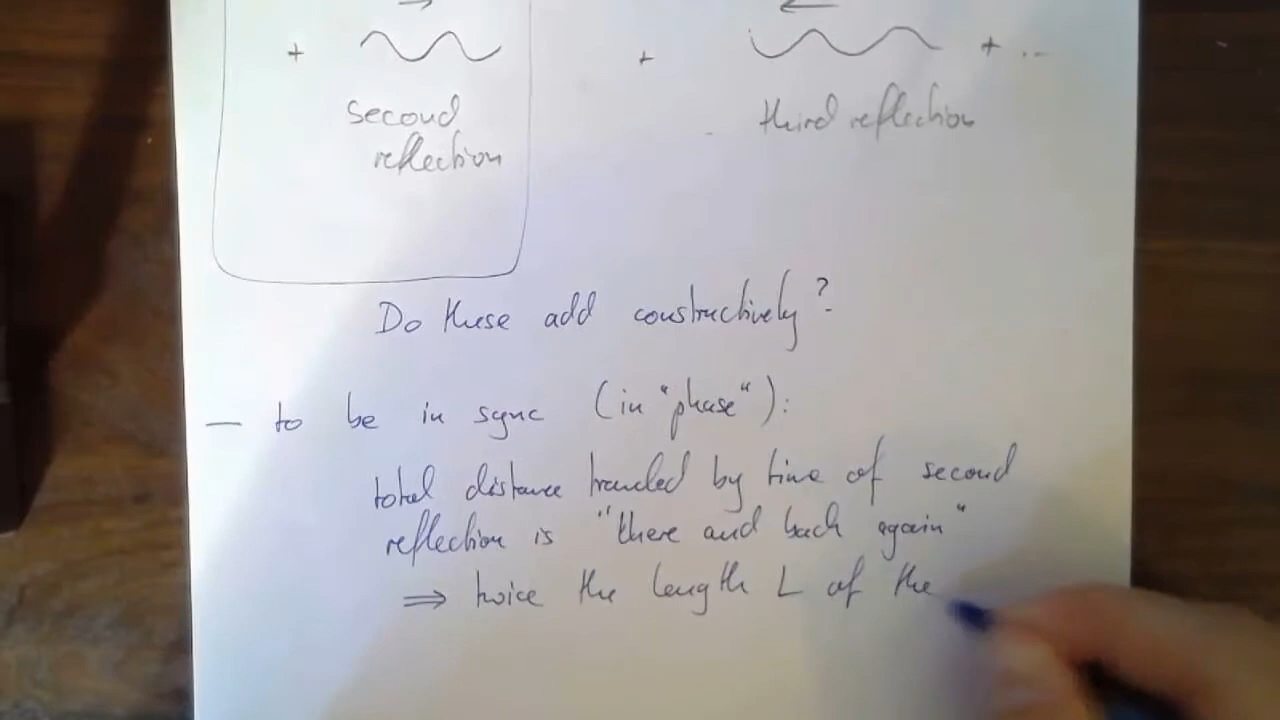 + + + ...
second third reflection
reflection
Do these add constructively?
— to be in sync (in "phase"):
total distance traveled by time of second
reflection is "there and back again"
⇒ twice the length L of the